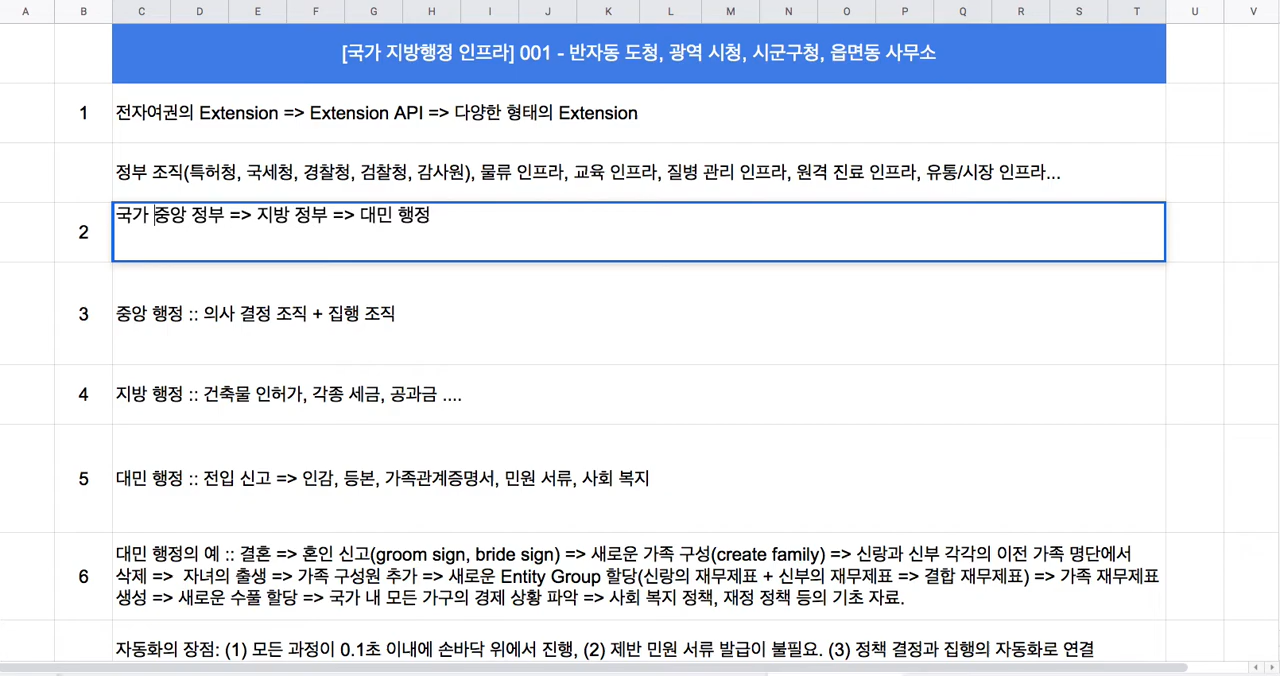 A B C D E F G H I J K L M N O P Q R S T U V
[국가 지방행정 인프라] 001 - 반자동 도청, 광역 시청, 시군구청, 읍면동 사무소
1 전자여권의 Extension => Extension API => 다양한 형태의 Extension
정부 조직(특허청, 국세청, 경찰청, 검찰청, 감사원), 물류 인프라, 교육 인프라, 질병 관리 인프라, 원격 진료 인프라, 유통/시장 인프라...
2 국가 중앙 정부 => 지방 정부 => 대민 행정
3 중앙 행정 :: 의사 결정 조직 + 집행 조직
4 지방 행정 :: 건축물 인허가, 각종 세금, 공과금 ....
5 대민 행정 :: 전입 신고 => 인감, 등본, 가족관계증명서, 민원 서류, 사회 복지
6 대민 행정의 예 :: 결혼 => 혼인 신고(groom sign, bride sign) => 새로운 가족 구성(create family) => 신랑과 신부 각각의 이전 가족 명단에서
삭제 => 자녀의 출생 => 가족 구성원 추가 => 새로운 Entity Group 할당(신랑의 재무제표 + 신부의 재무제표 => 결합 재무제표) => 가족 재무제표
생성 => 새로운 수풀 할당 => 국가 내 모든 가구의 경제 상황 파악 => 사회 복지 정책, 재정 정책 등의 기초 자료.
자동화의 장점: (1) 모든 과정이 0.1초 이내에 손바닥 위에서 진행, (2) 제반 민원 서류 발급이 불필요. (3) 정책 결정과 집행의 자동화로 연결